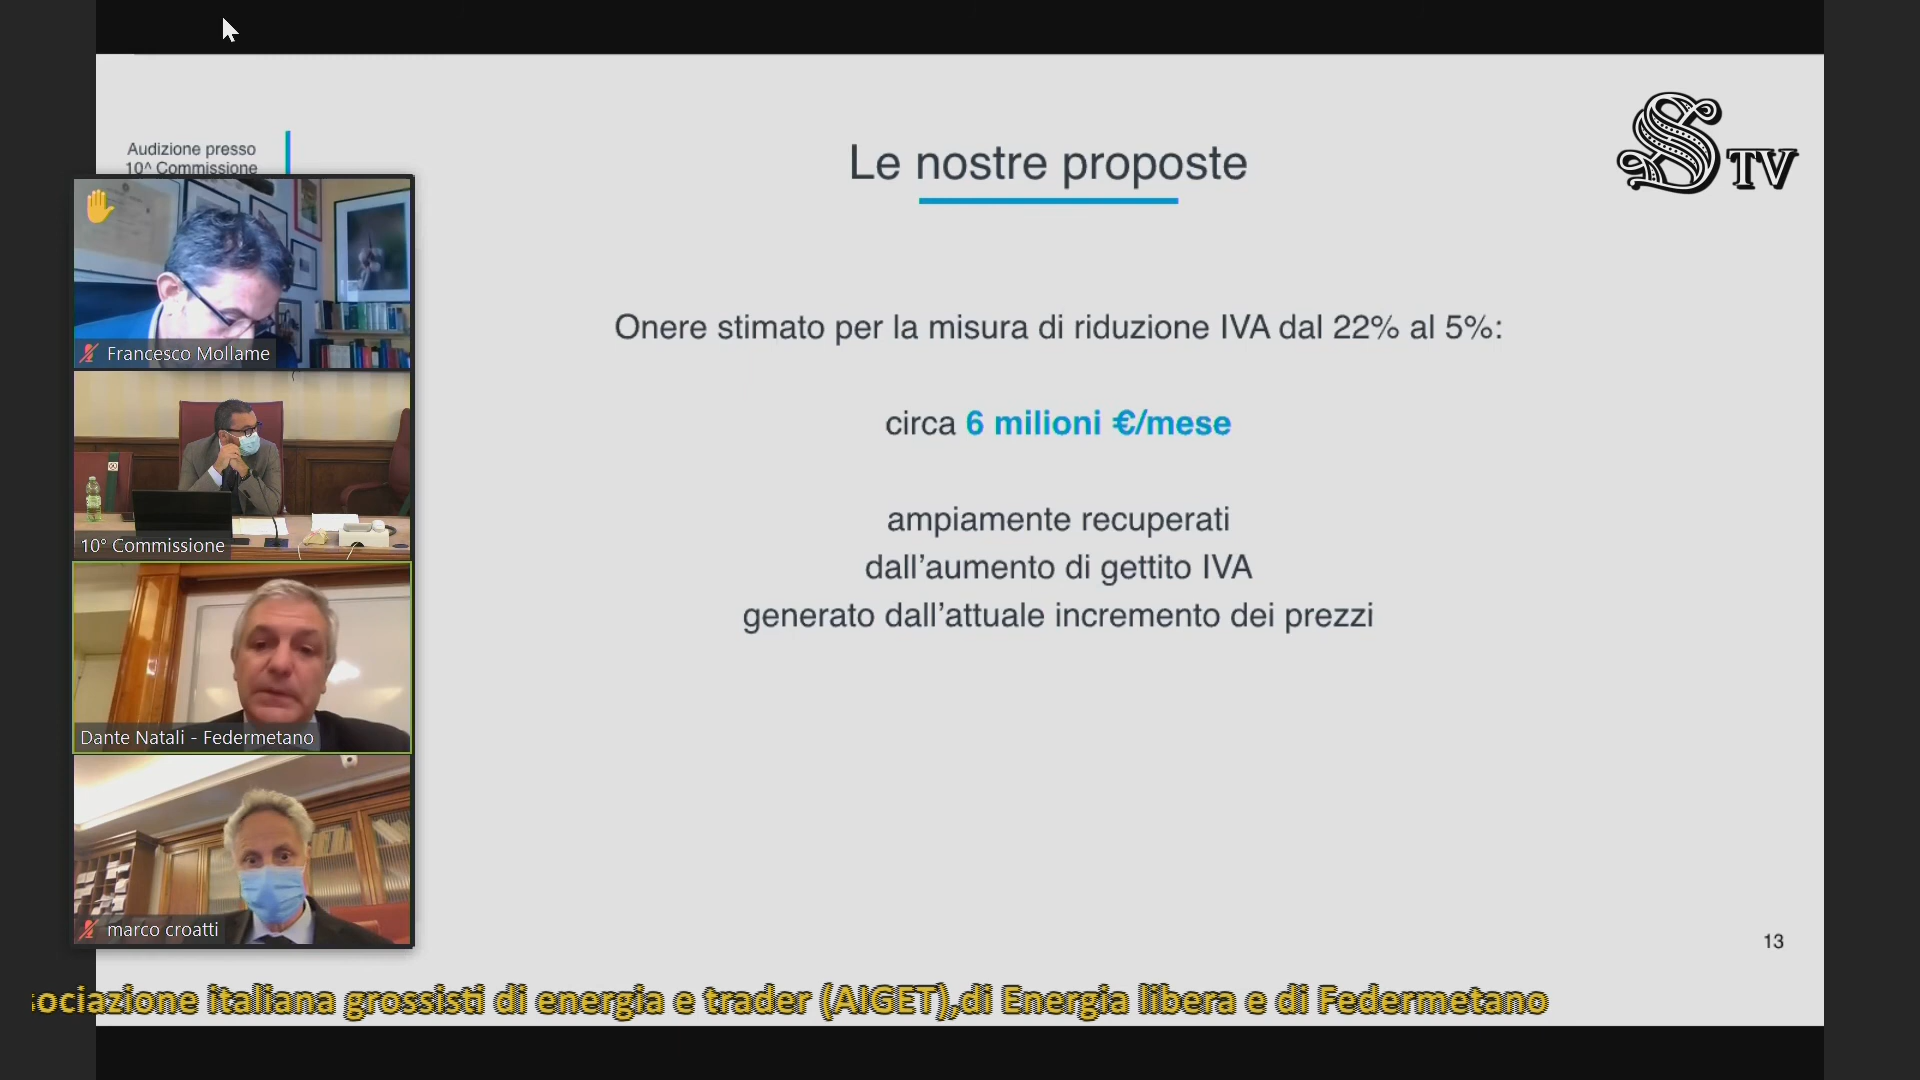 Audizione presso
10^ Commissione
Le nostre proposte
STV
Onere stimato per la misura di riduzione IVA dal 22% al 5%:
circa 6 milioni €/mese
ampiamente recuperati
dall’aumento di gettito IVA
generato dall’attuale incremento dei prezzi
Francesco Mollame
10° Commissione
Dante Natali - Federmetano
marco croatti
13
ociazione italiana grossisti di energia e trader (AIGET),di Energia libera e di Federmetano